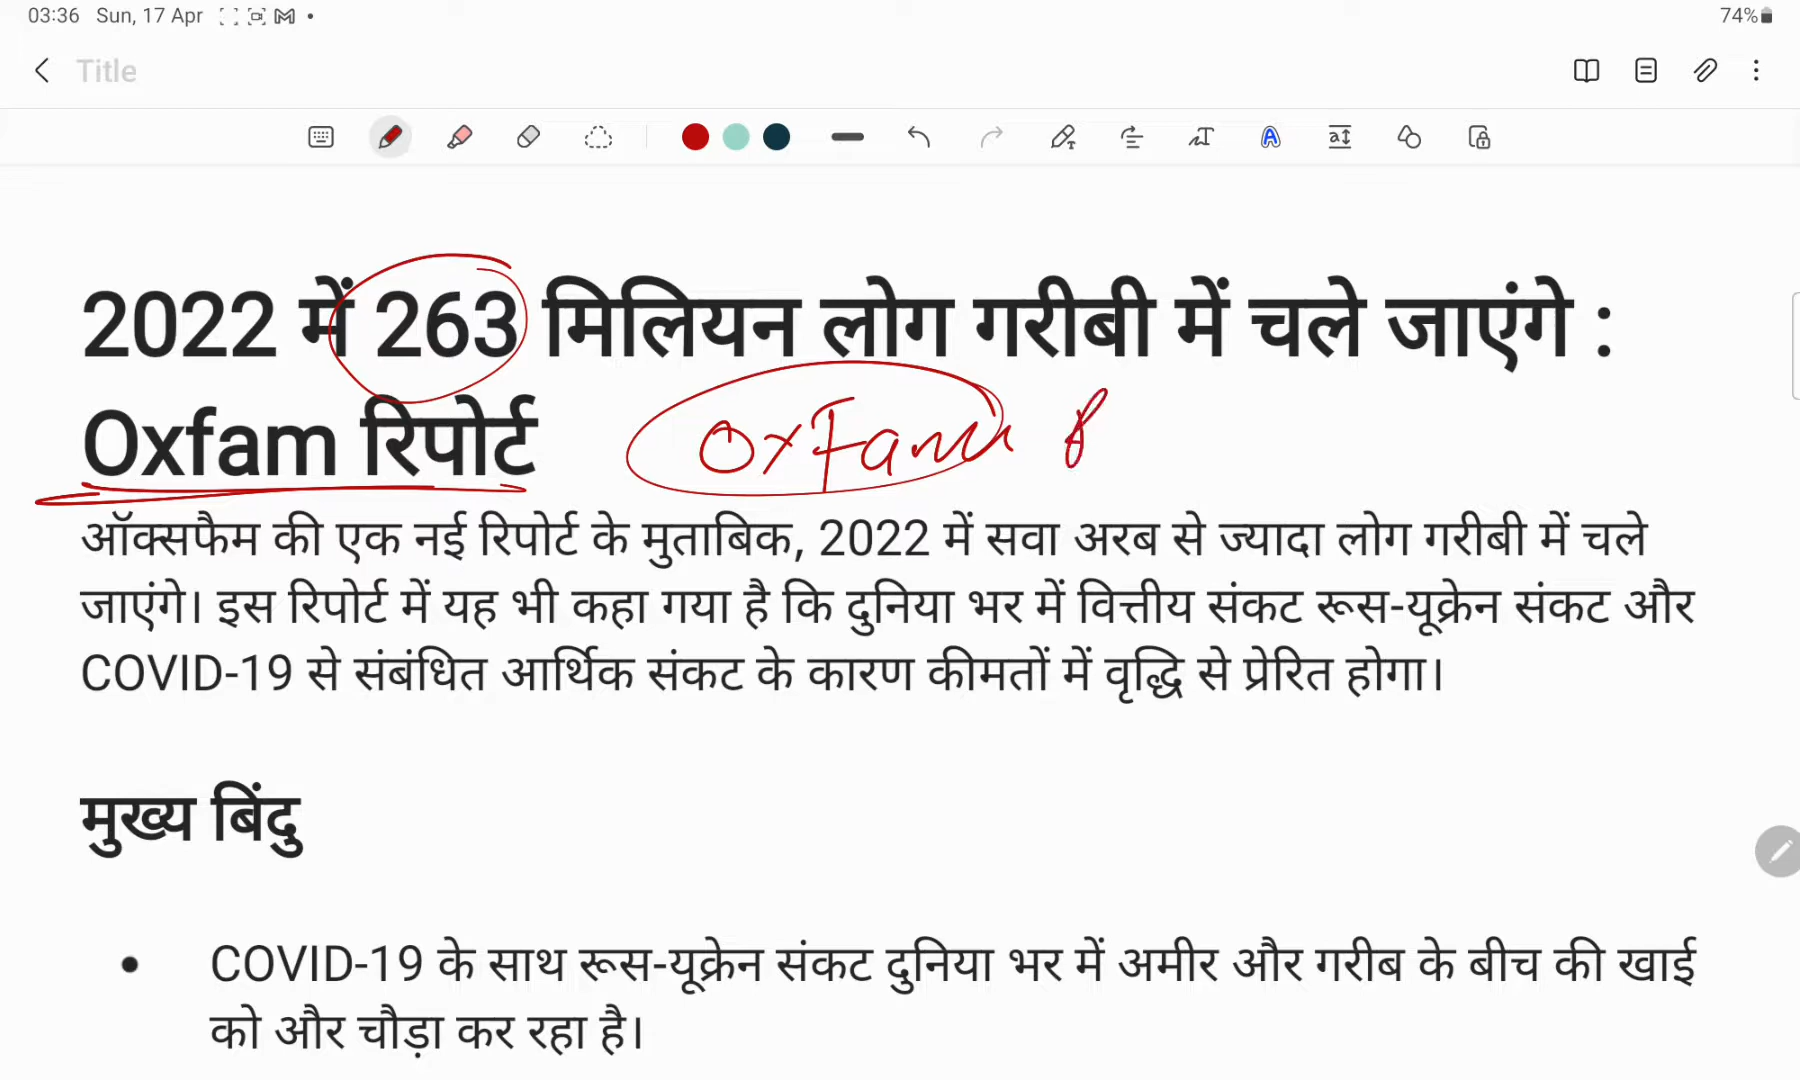 03:36 Sun, 17 Apr
74%
Title
2022 में 263 मिलियन लोग गरीबी में चले जाएंगे :
Oxfam रिपोर्ट OxFam
ऑक्सफैम की एक नई रिपोर्ट के मुताबिक, 2022 में सवा अरब से ज्यादा लोग गरीबी में चले
जाएंगे। इस रिपोर्ट में यह भी कहा गया है कि दुनिया भर में वित्तीय संकट रूस-यूक्रेन संकट और
COVID-19 से संबंधित आर्थिक संकट के कारण कीमतों में वृद्धि से प्रेरित होगा।
मुख्य बिंदु
• COVID-19 के साथ रूस-यूक्रेन संकट दुनिया भर में अमीर और गरीब के बीच की खाई
को और चौड़ा कर रहा है।